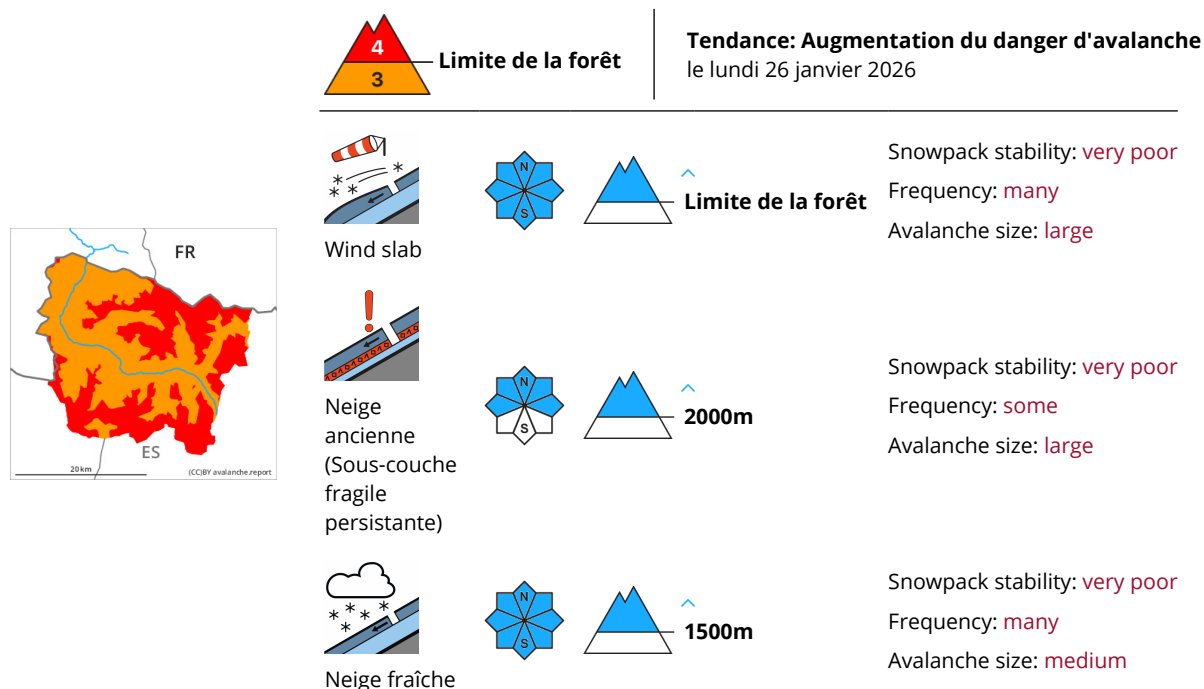 4
3
Limite de la forêt
Tendance: Augmentation du danger d'avalanche
le lundi 26 janvier 2026
FR
ES
20 km
(CC)BY avalanche.report
N
S
Limite de la forêt
Snowpack stability: very poor
Frequency: many
Avalanche size: large
Wind slab
N
S
2000m
Snowpack stability: very poor
Frequency: some
Avalanche size: large
Neige
ancienne
(Sous-couche
fragile
persistante)
N
S
1500m
Snowpack stability: very poor
Frequency: many
Avalanche size: medium
Neige fraîche